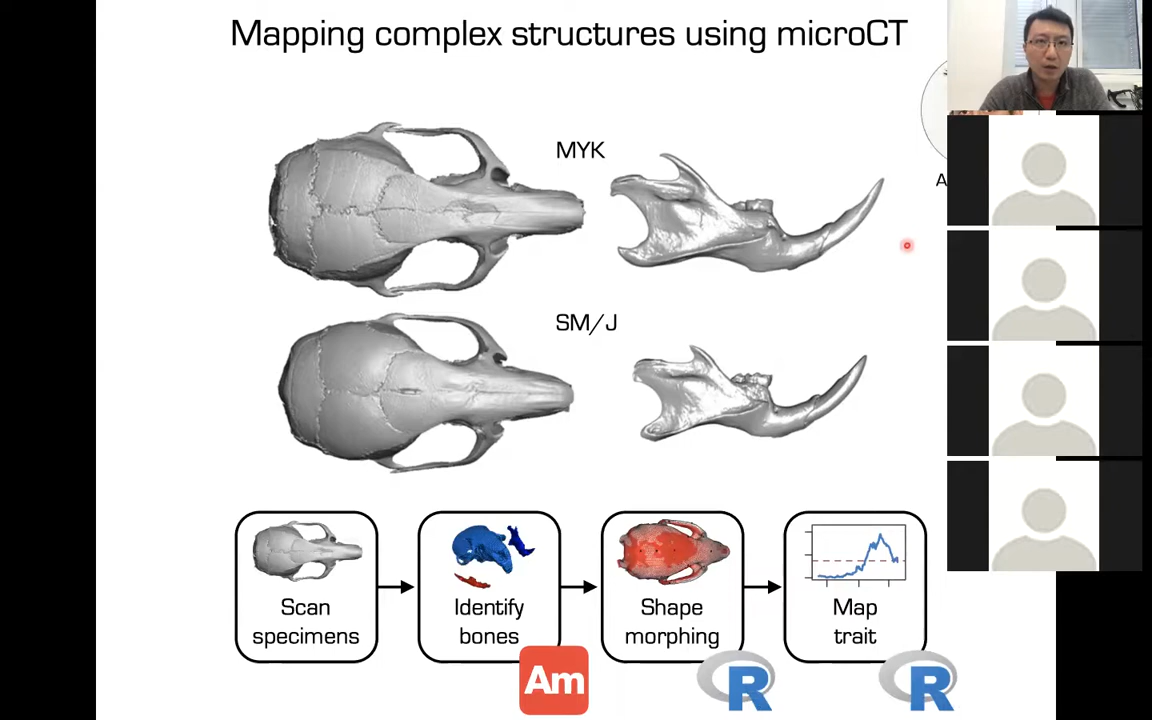 Mapping complex structures using microCT
MYK
A
SM/J
Scan
specimens
Identify
bones
Shape
morphing
Map
trait
Am
R
R